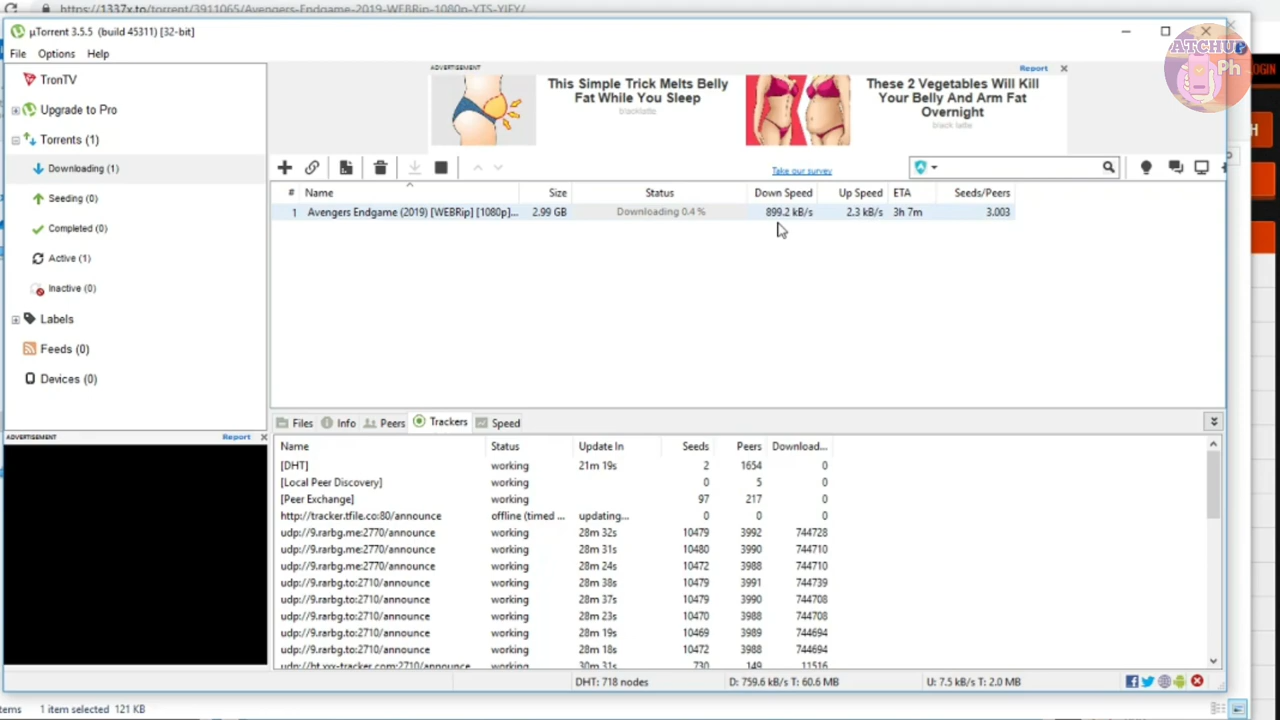 https://1337x.to/torrent/3911065/Avengers-Endgame-2019-WEBRip-1080p-YTS-YIFY/
µTorrent 3.5.5 (build 45311) [32-bit]
File Options Help
ATCHUP
Ph
LOGIN
TronTV
Upgrade to Pro
Torrents (1)
Downloading (1)
Seeding (0)
Completed (0)
Active (1)
Inactive (0)
Labels
Feeds (0)
Devices (0)
ADVERTISEMENT
Report
ADVERTISEMENT Report
This Simple Trick Melts Belly
Fat While You Sleep
blacklatte
These 2 Vegetables Will Kill
Your Belly And Arm Fat
Overnight
black latte
Take our survey
# Name Size Status Down Speed Up Speed ETA Seeds/Peers
1 Avengers Endgame (2019) [WEBRip] [1080p]... 2.99 GB Downloading 0.4 % 899.2 kB/s 2.3 kB/s 3h 7m 3.003
Files Info Peers Trackers Speed
Name Status Update In Seeds Peers Download...
[DHT] working 21m 19s 2 1654 0
[Local Peer Discovery] working 0 5 0
[Peer Exchange] working 97 217 0
http://tracker.tfile.co:80/announce offline (timed ... updating... 0 0 0
udp://9.rarbg.me:2770/announce working 28m 32s 10479 3992 744728
udp://9.rarbg.me:2770/announce working 28m 31s 10480 3990 744710
udp://9.rarbg.me:2770/announce working 28m 24s 10472 3988 744710
udp://9.rarbg.to:2710/announce working 28m 38s 10479 3991 744739
udp://9.rarbg.to:2710/announce working 28m 37s 10479 3990 744708
udp://9.rarbg.to:2710/announce working 28m 23s 10470 3988 744708
udp://9.rarbg.to:2710/announce working 28m 19s 10469 3989 744694
udp://9.rarbg.to:2710/announce working 28m 18s 10472 3988 744694
udp://bt.xxx-tracker.com:2710/announce working 30m 31s 730 149 11516
DHT: 718 nodes D: 759.6 kB/s T: 60.6 MB U: 7.5 kB/s T: 2.0 MB
tems 1 item selected 121 KB